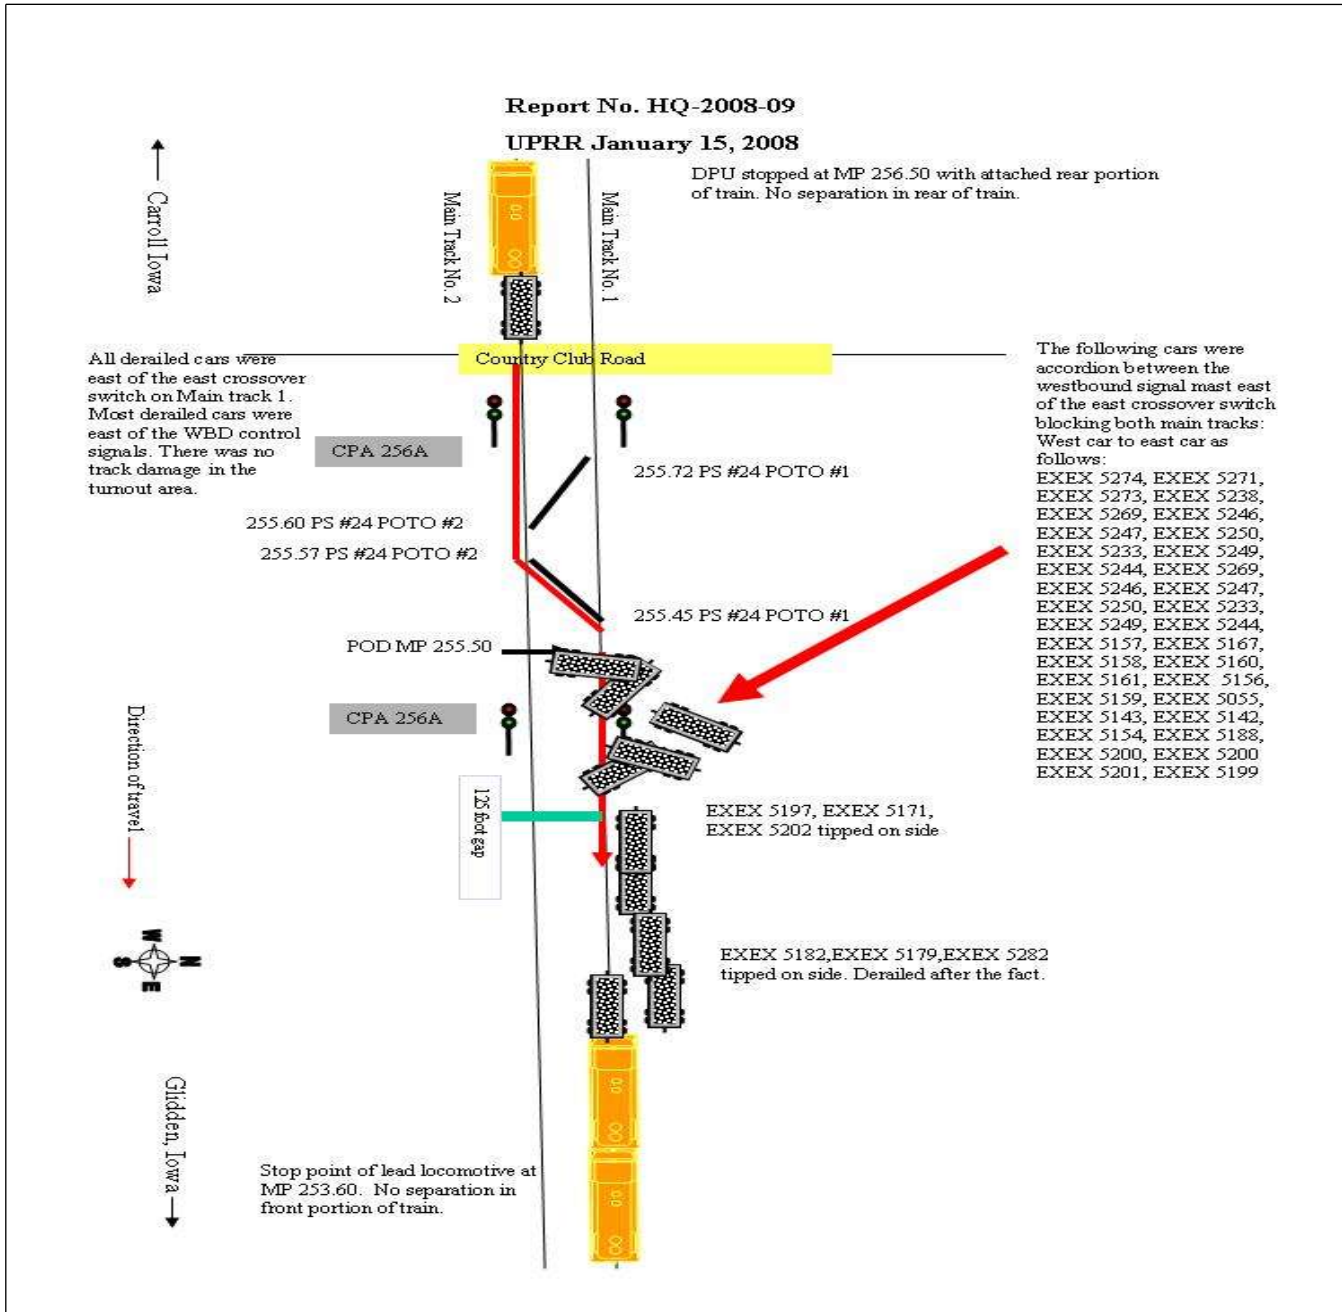 Report No. HQ-2008-09
UPRR January 15, 2008
DPU stopped at MP 256.50 with attached rear portion
of train. No separation in rear of train.
Carroll Iowa
Main Track No. 2
Main Track No. 1
Country Club Road
All derailed cars were
east of the east crossover
switch on Main track 1.
Most derailed cars were
east of the WBD control
signals. There was no
track damage in the
turnout area.
CPA 256A
255.72 PS #24 POTO #1
255.60 PS #24 POTO #2
255.57 PS #24 POTO #2
255.45 PS #24 POTO #1
POD MP 255.50
CPA 256A
The following cars were
accordion between the
westbound signal mast east
of the east crossover switch
blocking both main tracks:
West car to east car as
follows:
EXEX 5274, EXEX 5271,
EXEX 5273, EXEX 5238,
EXEX 5269, EXEX 5246,
EXEX 5247, EXEX 5250,
EXEX 5233, EXEX 5249,
EXEX 5244, EXEX 5269,
EXEX 5246, EXEX 5247,
EXEX 5250, EXEX 5233,
EXEX 5249, EXEX 5244,
EXEX 5157, EXEX 5167,
EXEX 5158, EXEX 5160,
EXEX 5161, EXEX 5156,
EXEX 5159, EXEX 5055,
EXEX 5143, EXEX 5142,
EXEX 5154, EXEX 5188,
EXEX 5200, EXEX 5200
EXEX 5201, EXEX 5199
Direction of travel
125 foot gap
EXEX 5197, EXEX 5171,
EXEX 5202 tipped on side
W
S
N
E
EXEX 5182,EXEX 5179,EXEX 5282
tipped on side. Derailed after the fact.
Glidden, Iowa
Stop point of lead locomotive at
MP 253.60. No separation in
front portion of train.